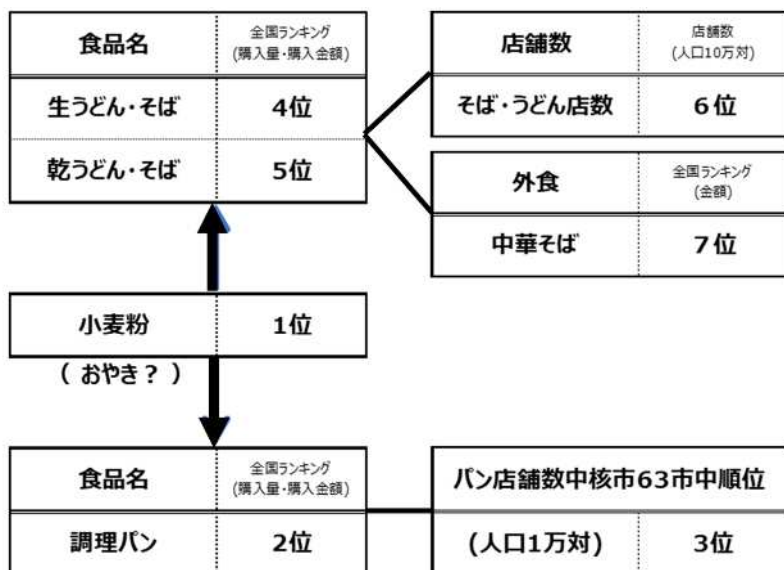 食品名 全国ランキング
(購入量・購入金額)
生うどん・そば 4位
乾うどん・そば 5位
店舗数 店舗数
(人口10万対)
そば・うどん店数 6位
外食 全国ランキング
(金額)
中華そば 7位
小麦粉 1位
( おやき? )
食品名 全国ランキング
(購入量・購入金額)
調理パン 2位
パン店舗数中核市63市中順位
(人口1万対) 3位